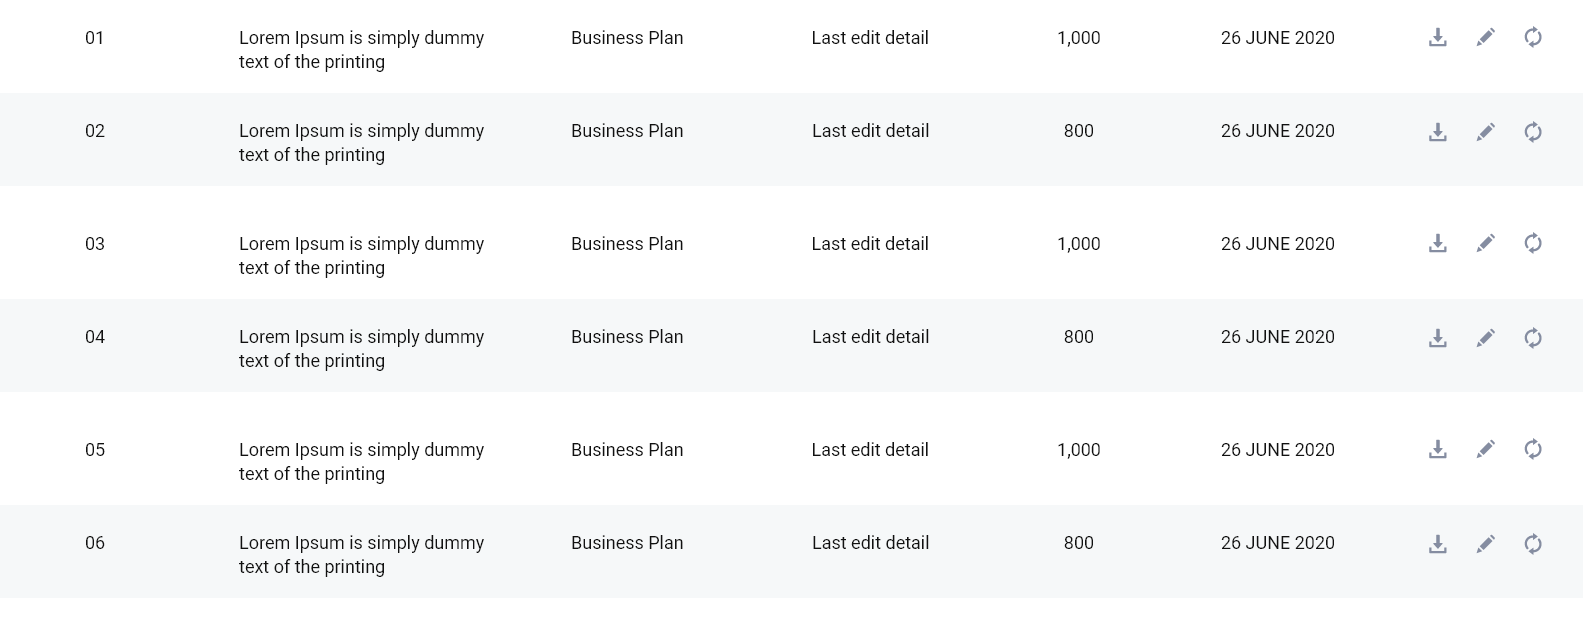 01 Lorem Ipsum is simply dummy Business Plan Last edit detail 1,000 26 JUNE 2020
text of the printing
02 Lorem Ipsum is simply dummy Business Plan Last edit detail 800 26 JUNE 2020
text of the printing
03 Lorem Ipsum is simply dummy Business Plan Last edit detail 1,000 26 JUNE 2020
text of the printing
04 Lorem Ipsum is simply dummy Business Plan Last edit detail 800 26 JUNE 2020
text of the printing
05 Lorem Ipsum is simply dummy Business Plan Last edit detail 1,000 26 JUNE 2020
text of the printing
06 Lorem Ipsum is simply dummy Business Plan Last edit detail 800 26 JUNE 2020
text of the printing